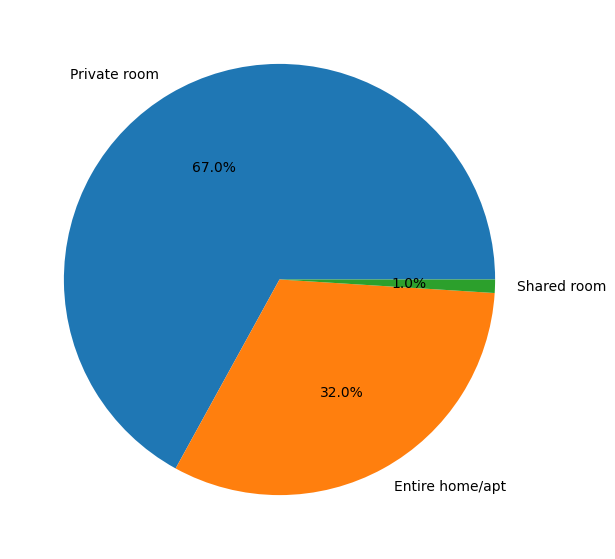 Private room
67.0%
1.0%
Shared room
32.0%
Entire home/apt